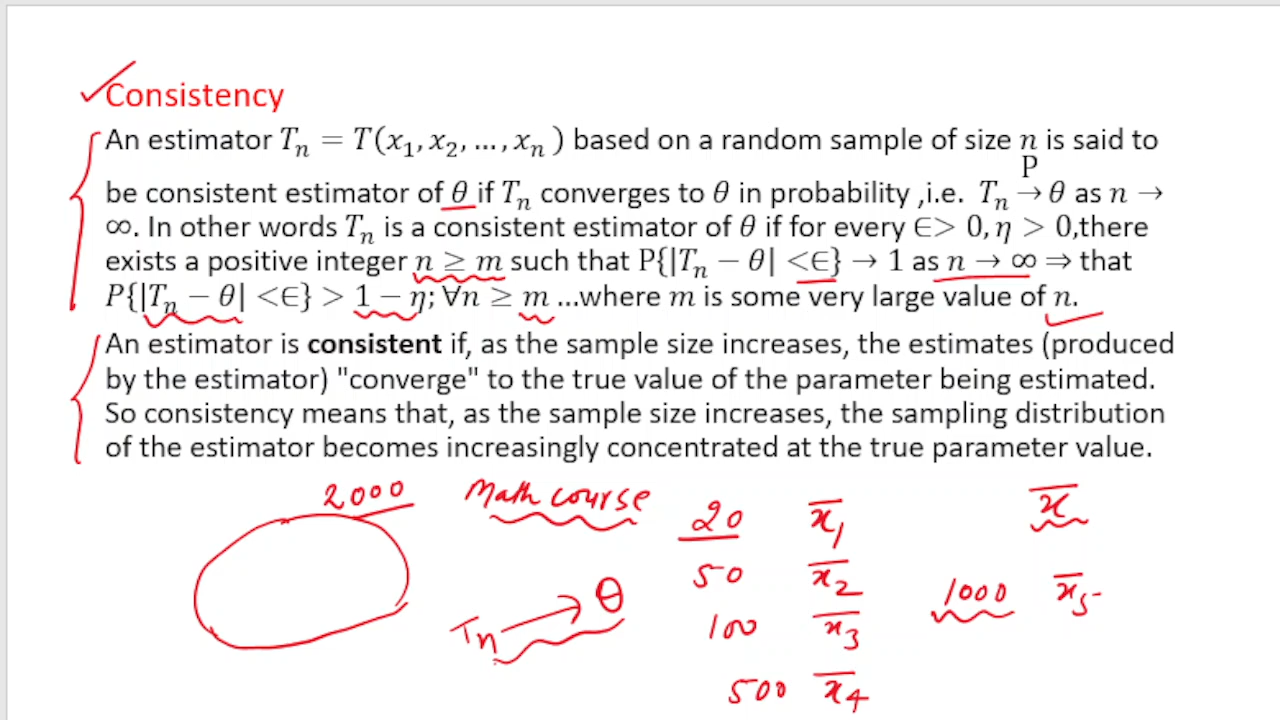 Consistency
An estimator Tₙ = T(x₁, x₂, …, xₙ) based on a random sample of size n is said to
be consistent estimator of θ if Tₙ converges to θ in probability ,i.e. Tₙ →ᴾ θ as n →
∞. In other words Tₙ is a consistent estimator of θ if for every ∈> 0, η > 0,there
exists a positive integer n ≥ m such that P{|Tₙ − θ| <∈} → 1 as n → ∞ ⇒ that
P{|Tₙ − θ| <∈} > 1 − η; ∀n ≥ m ...where m is some very large value of n.
An estimator is consistent if, as the sample size increases, the estimates (produced
by the estimator) "converge" to the true value of the parameter being estimated.
So consistency means that, as the sample size increases, the sampling distribution
of the estimator becomes increasingly concentrated at the true parameter value.
2000 Math course
20 x̄₁ x̄
50 x̄₂
1000 x̄₅
Tₙ → θ
100 x̄₃
500 x̄₄